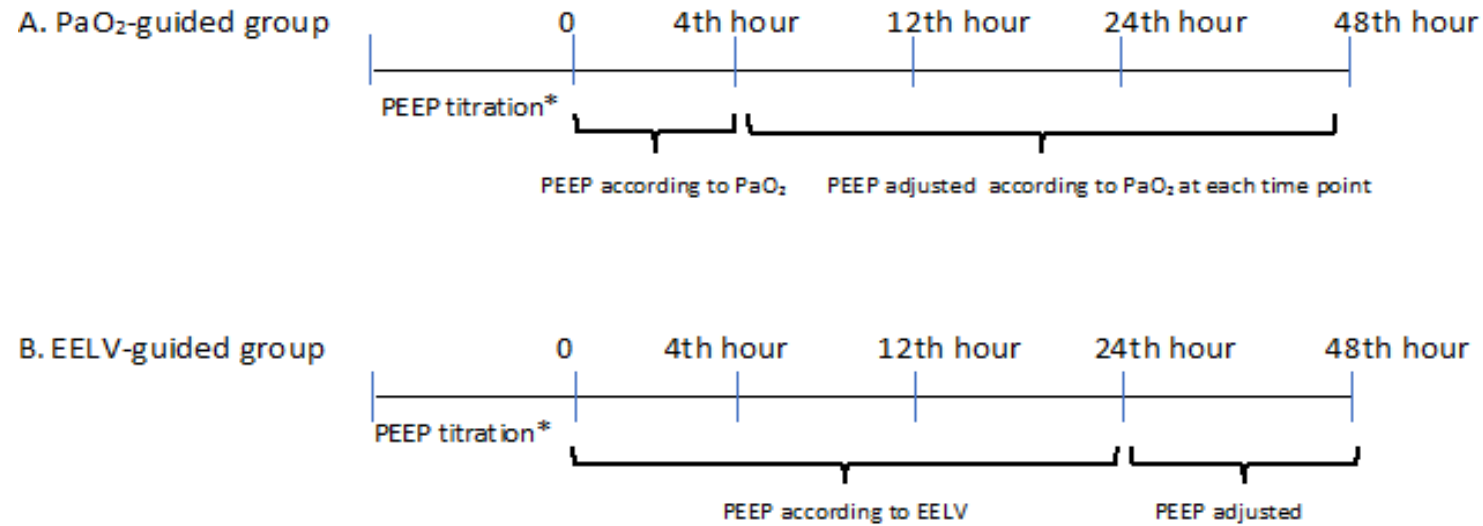 A. PaO₂-guided group 0 4th hour 12th hour 24th hour 48th hour
PEEP titration*
PEEP according to PaO₂ PEEP adjusted according to PaO₂ at each time point
B. EELV-guided group 0 4th hour 12th hour 24th hour 48th hour
PEEP titration*
PEEP according to EELV PEEP adjusted